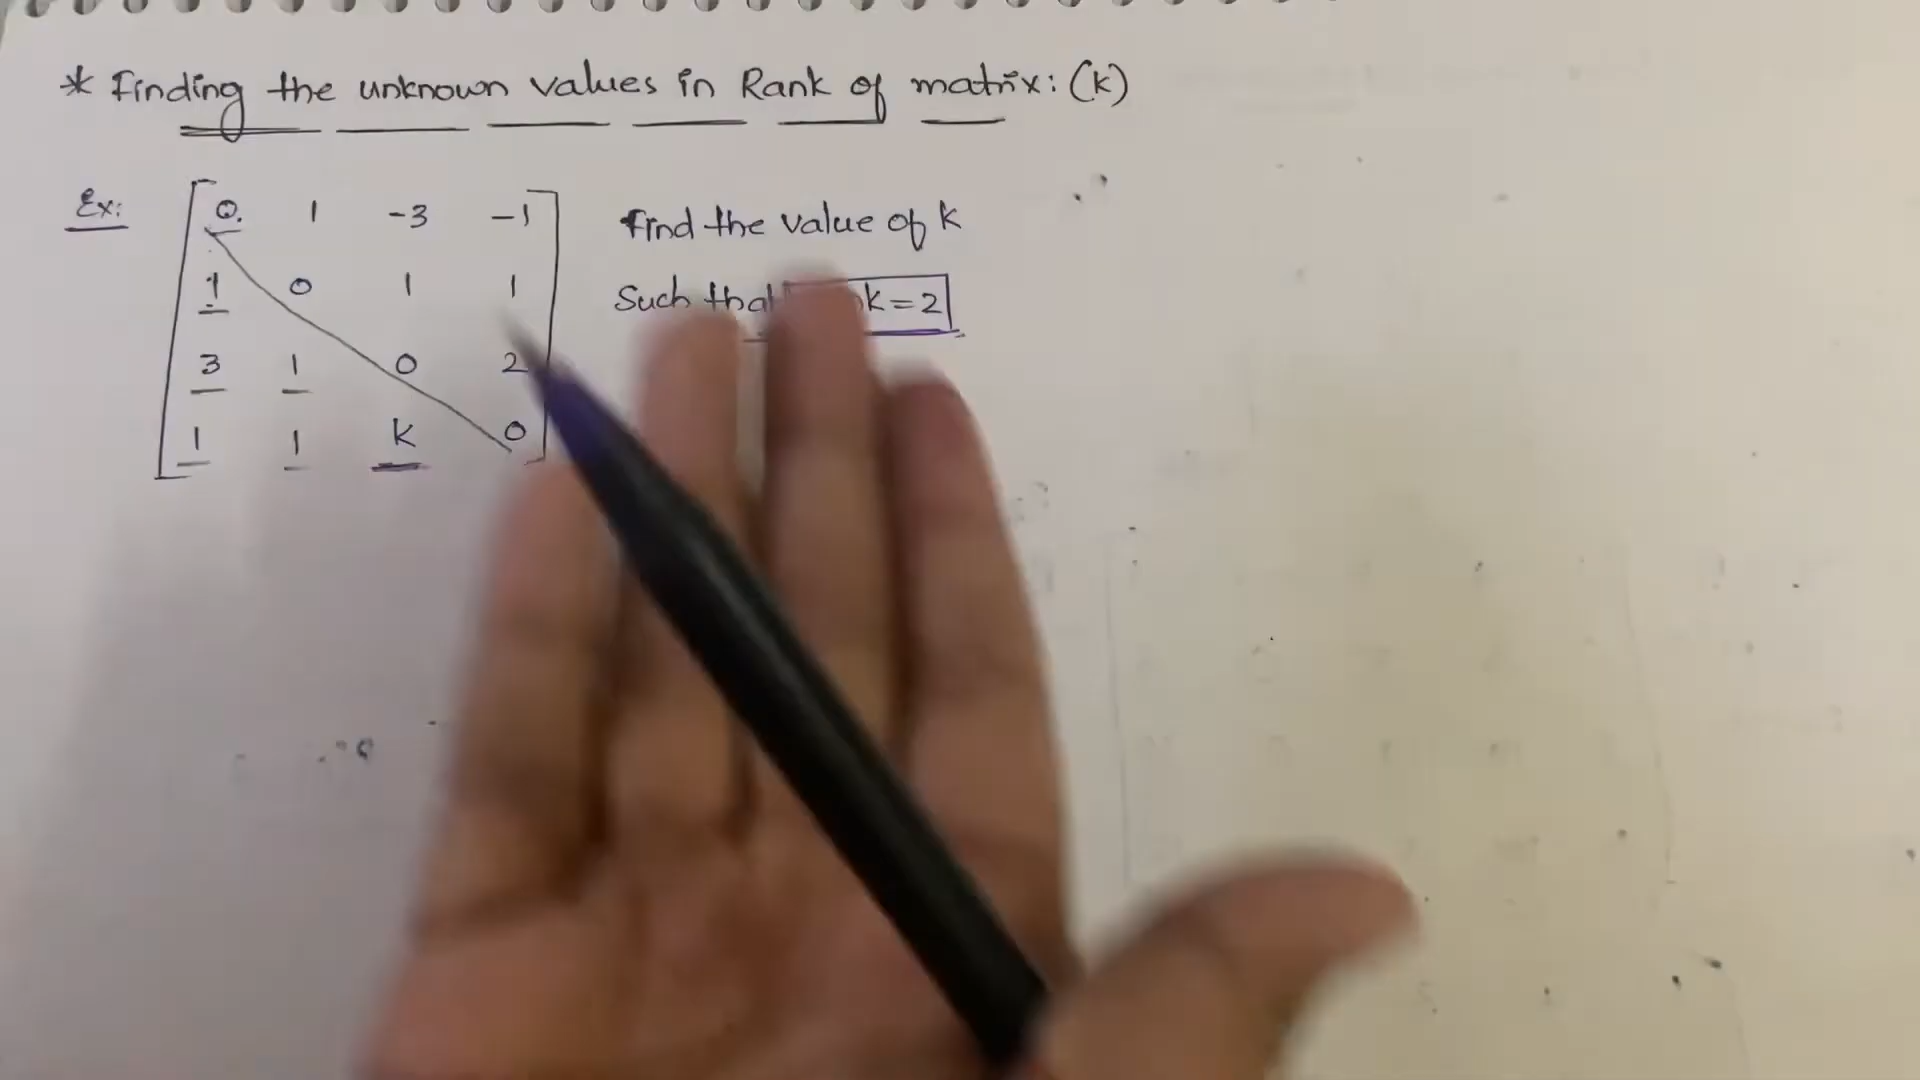 * Finding the unknown values in Rank of matrix: (k)
Ex: 0 1 -3 -1
1 0 1 1
3 1 0 2
1 1 k 0
Find the value of k
Such that k=2